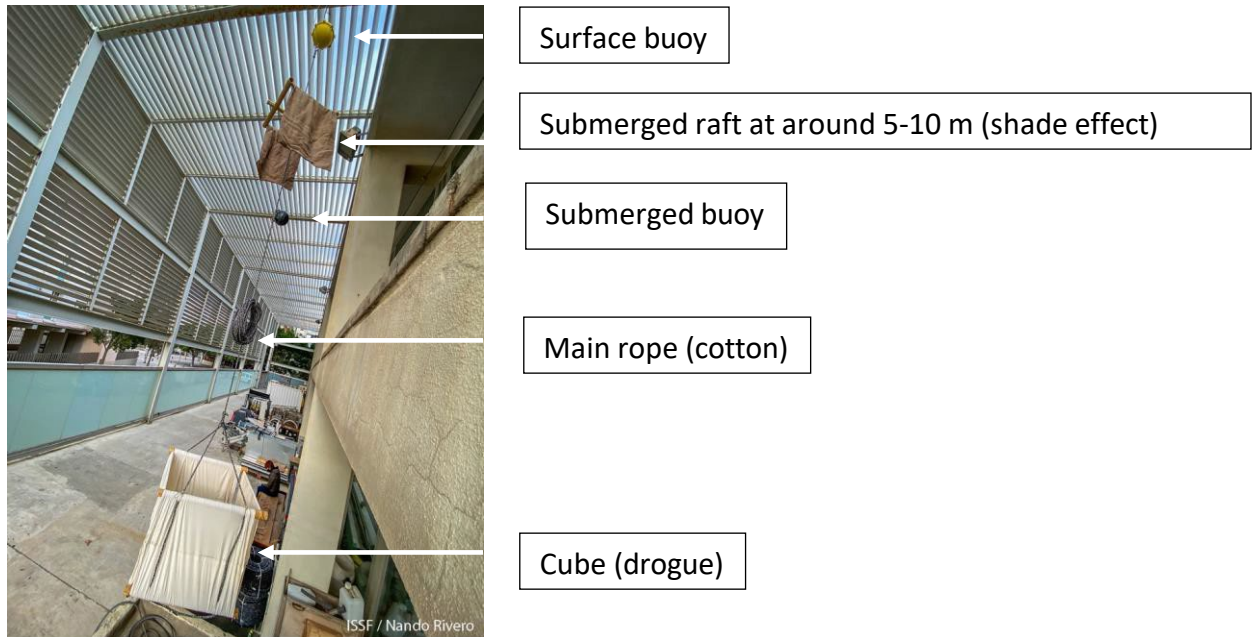 Surface buoy
Submerged raft at around 5-10 m (shade effect)
Submerged buoy
Main rope (cotton)
Cube (drogue)
ISSF / Nando Rivero